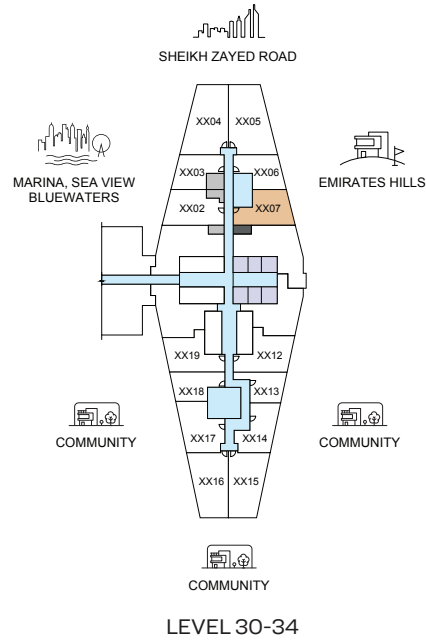 SHEIKH ZAYED ROAD
XX04
XX05
MARINA, SEA VIEW
BLUEWATERS
EMIRATES HILLS
XX03
XX06
XX02
XX07
XX19
XX12
XX18
XX13
COMMUNITY
COMMUNITY
XX17
XX14
XX16
XX15
COMMUNITY
LEVEL 30-34